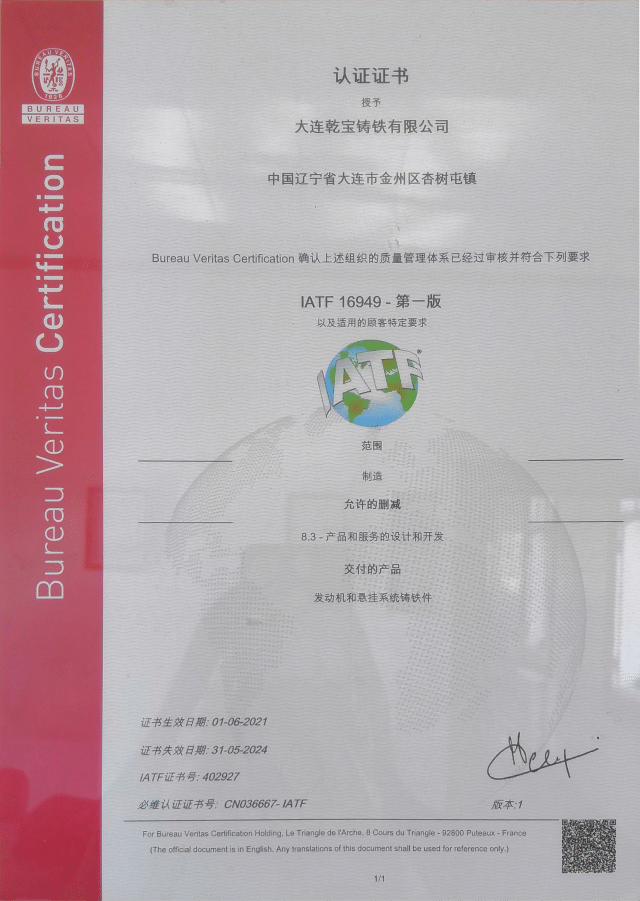 BUREAU VERITAS
1828
BUREAU
VERITAS
Bureau Veritas Certification
认证证书
授予
大连乾宝铸铁有限公司
中国辽宁省大连市金州区杏树屯镇
Bureau Veritas Certification 确认上述组织的质量管理体系已经过审核并符合下列要求
IATF 16949 - 第一版
以及适用的顾客特定要求
IATF
范围
制造
允许的删减
8.3 - 产品和服务的设计和开发
交付的产品
发动机和悬挂系统铸铁件
证书生效日期: 01-06-2021
证书失效日期: 31-05-2024
IATF证书号: 402927
必维认证证书号: CN036667- IATF
版本:1
For Bureau Veritas Certification Holding, Le Triangle de l'Arche, 8 Cours du Triangle - 92800 Puteaux - France
(The official document is in English. Any translations of this document shall be used for reference only.)
1/1